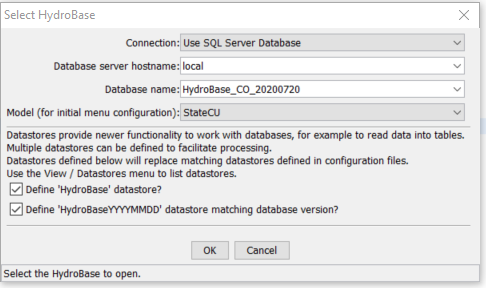 Select HydroBase
Connection: Use SQL Server Database
Database server hostname: local
Database name: HydroBase_CO_20200720
Model (for initial menu configuration): StateCU
Datastores provide newer functionality to work with databases, for example to read data into tables.
Multiple datastores can be defined to facilitate processing.
Datastores defined below will replace matching datastores defined in configuration files.
Use the View / Datastores menu to list datastores.
Define 'HydroBase' datastore?
Define 'HydroBaseYYYYMMDD' datastore matching database version?
OK Cancel
Select the HydroBase to open.